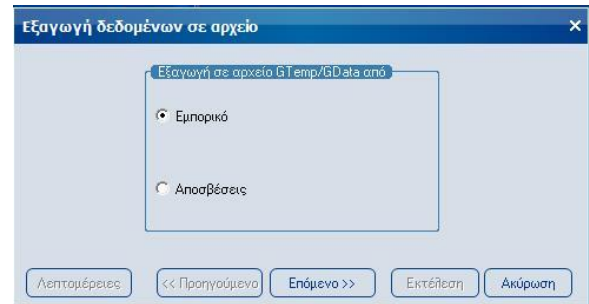 Εξαγωγή δεδομένων σε αρχείο
Εξαγωγή σε αρχείο GTemp/GData από
Εμπορικό
Αποσβέσεις
Λεπτομέρειες << Προηγούμενο Επόμενο >> Εκτέλεση Ακύρωση